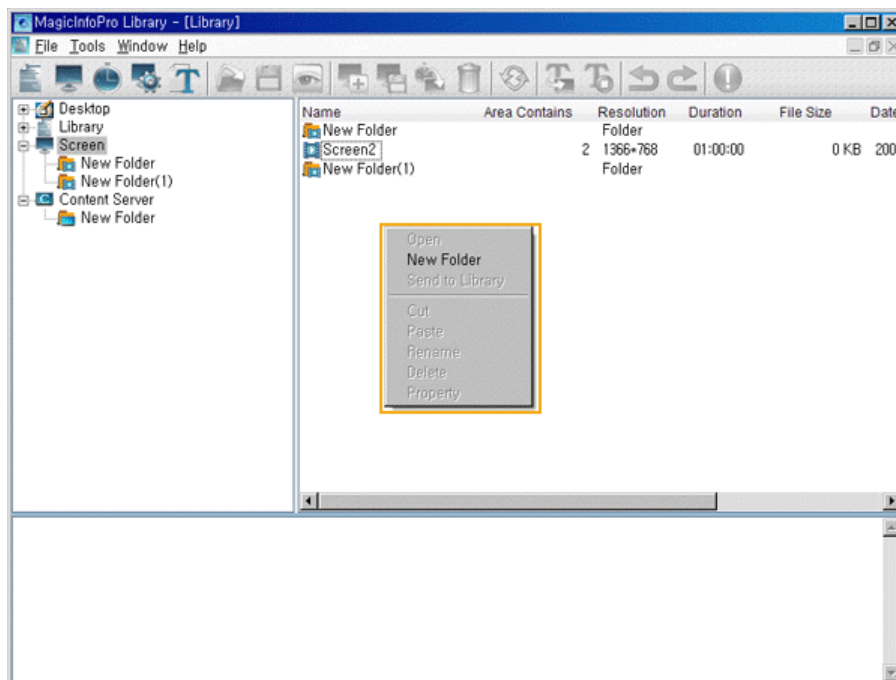 MagicInfoPro Library - [Library]
File Tools Window Help
Desktop
Library
Screen
New Folder
New Folder(1)
Content Server
New Folder
Name Area Contains Resolution Duration File Size Date
New Folder Folder
Screen2 2 1366*768 01:00:00 0 KB 200
New Folder(1) Folder
Open
New Folder
Send to Library
Cut
Paste
Rename
Delete
Property